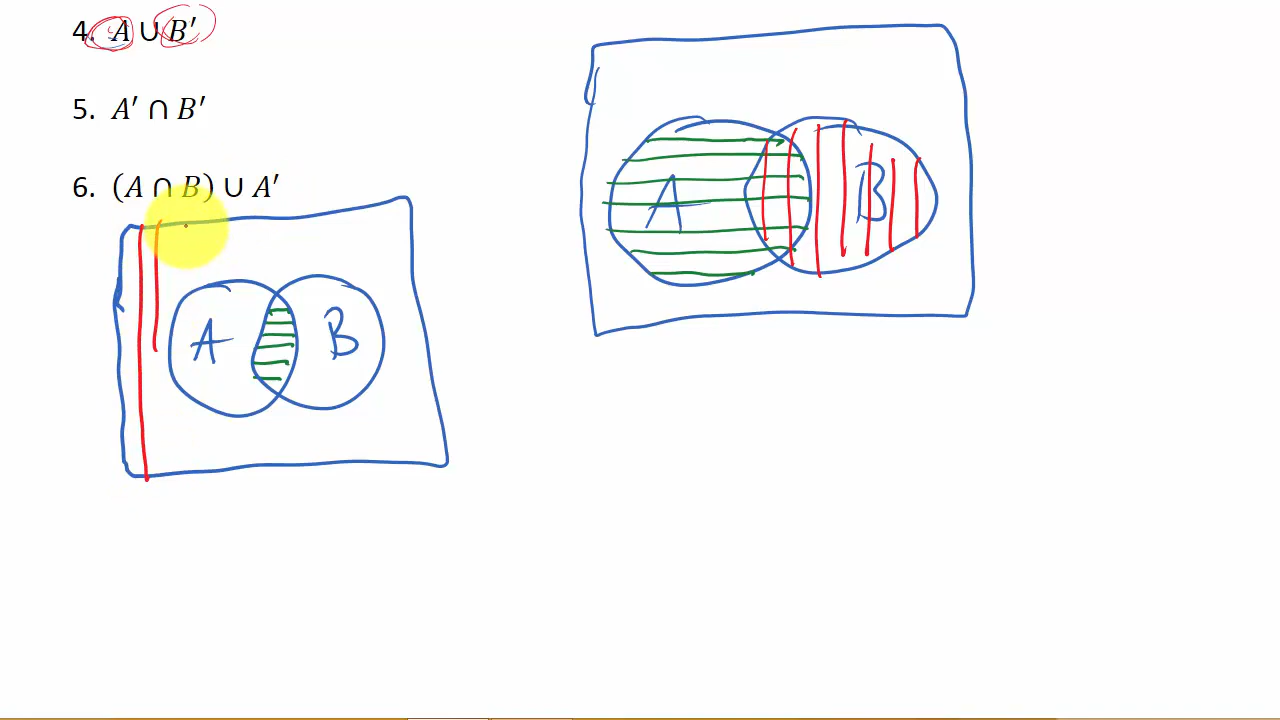 4. A ∪ B′
5. A′ ∩ B′
6. (A ∩ B) ∪ A′
A B
A B